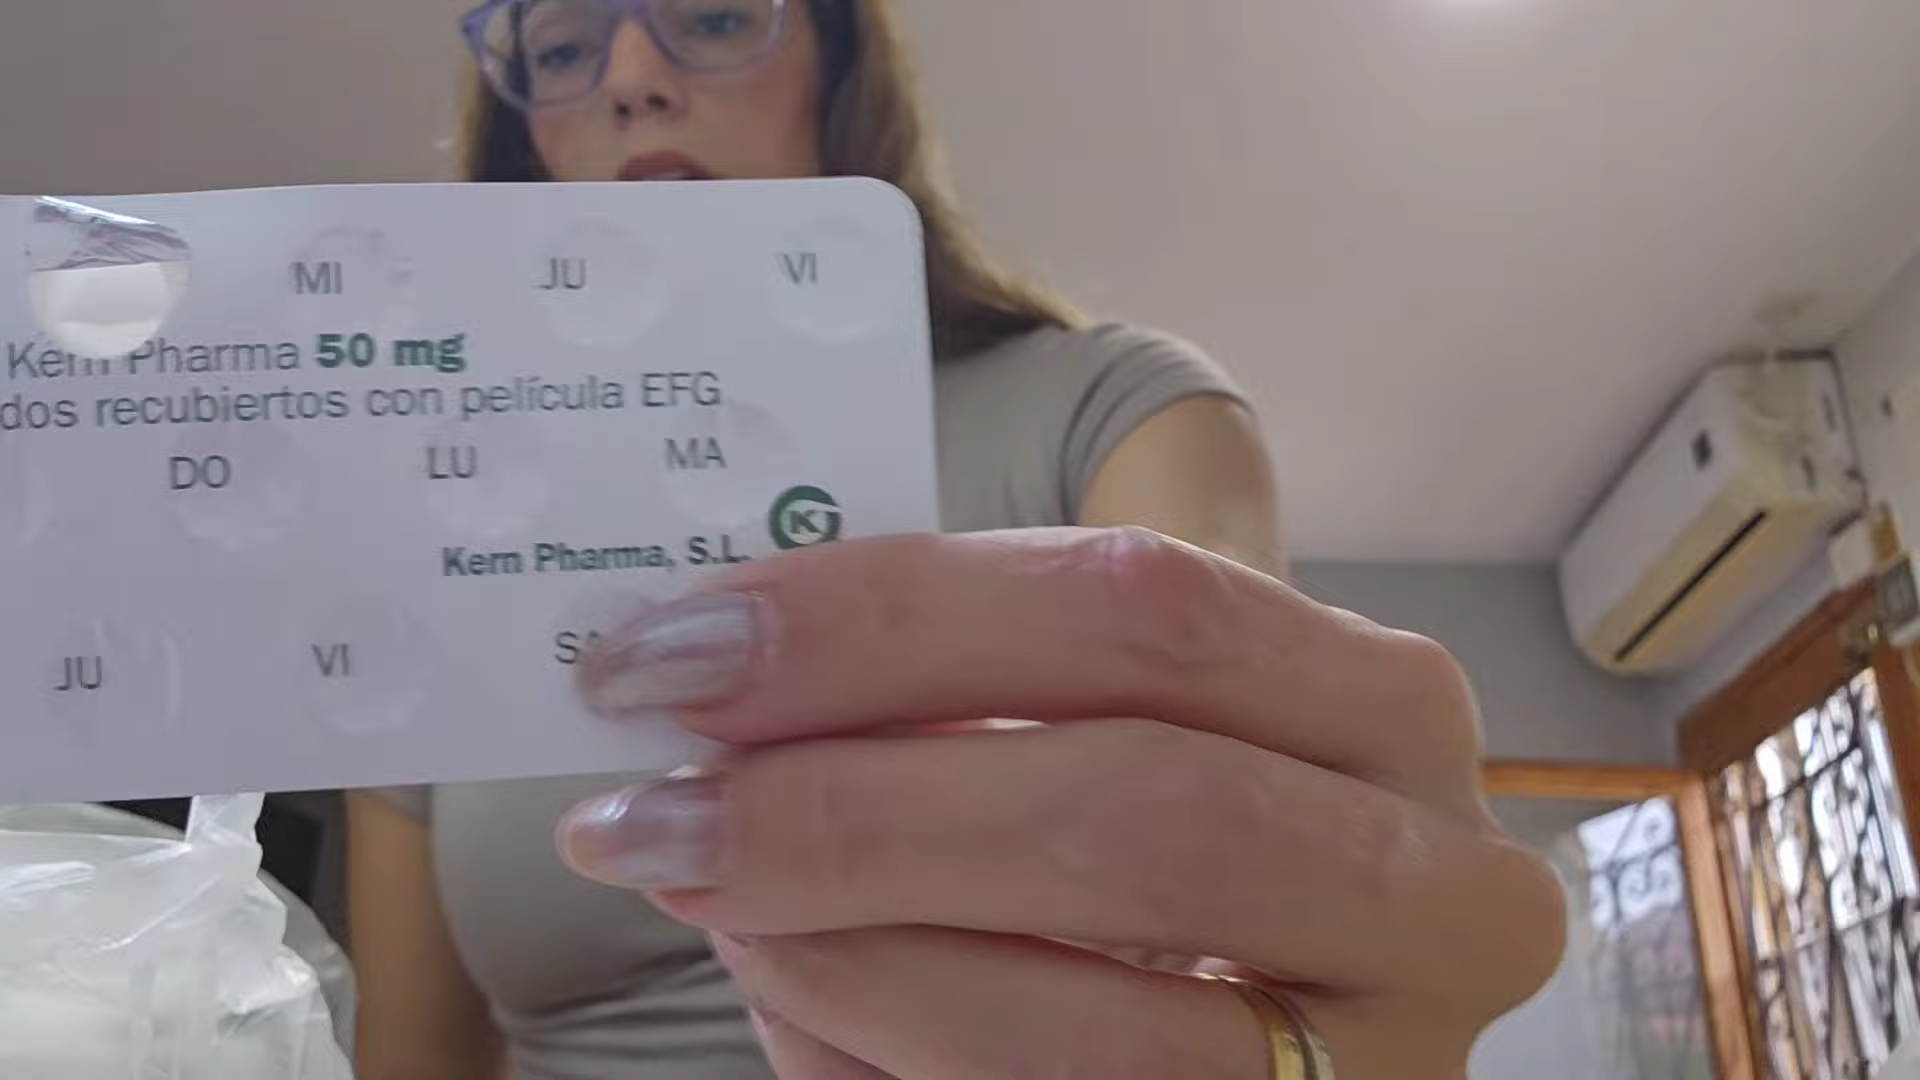 MI JU VI
Kern Pharma 50 mg
dos recubiertos con película EFG
DO LU MA
K
Kern Pharma, S.L.
JU VI SA